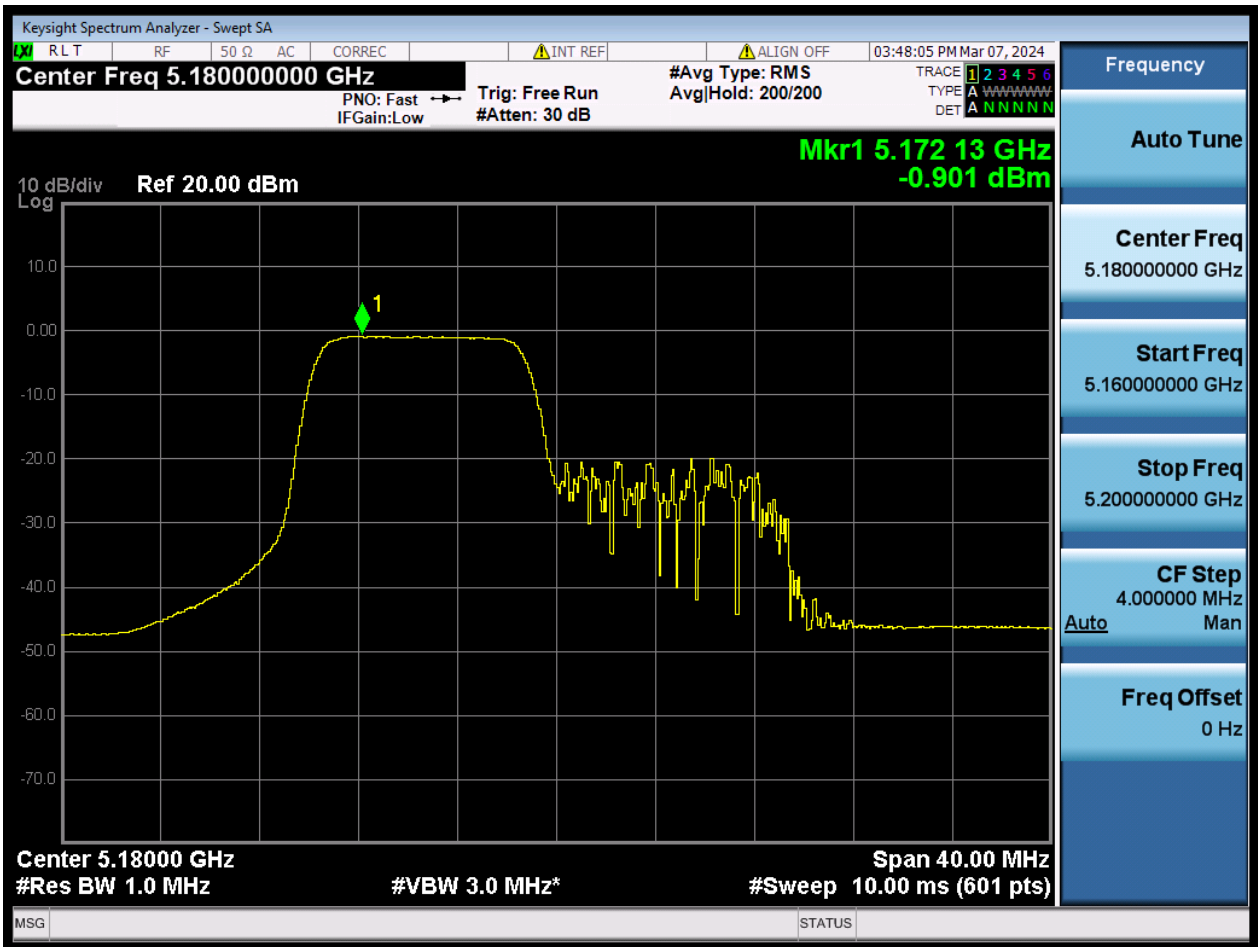 Keysight Spectrum Analyzer - Swept SA
LXI RLT RF 50 Ω AC CORREC INT REF ALIGN OFF 03:48:05 PM Mar 07, 2024
Center Freq 5.180000000 GHz
PNO: Fast
IFGain:Low
Trig: Free Run
#Atten: 30 dB
#Avg Type: RMS
Avg|Hold: 200/200
TRACE 1 2 3 4 5 6
TYPE A WWWWW
DET A N N N N N
Mkr1 5.172 13 GHz
-0.901 dBm
10 dB/div Ref 20.00 dBm
Log
1
10.0
0.00
-10.0
-20.0
-30.0
-40.0
-50.0
-60.0
-70.0
Center 5.18000 GHz Span 40.00 MHz
#Res BW 1.0 MHz #VBW 3.0 MHz* #Sweep 10.00 ms (601 pts)
MSG STATUS
Frequency
Auto Tune
Center Freq
5.180000000 GHz
Start Freq
5.160000000 GHz
Stop Freq
5.200000000 GHz
CF Step
4.000000 MHz
Auto Man
Freq Offset
0 Hz